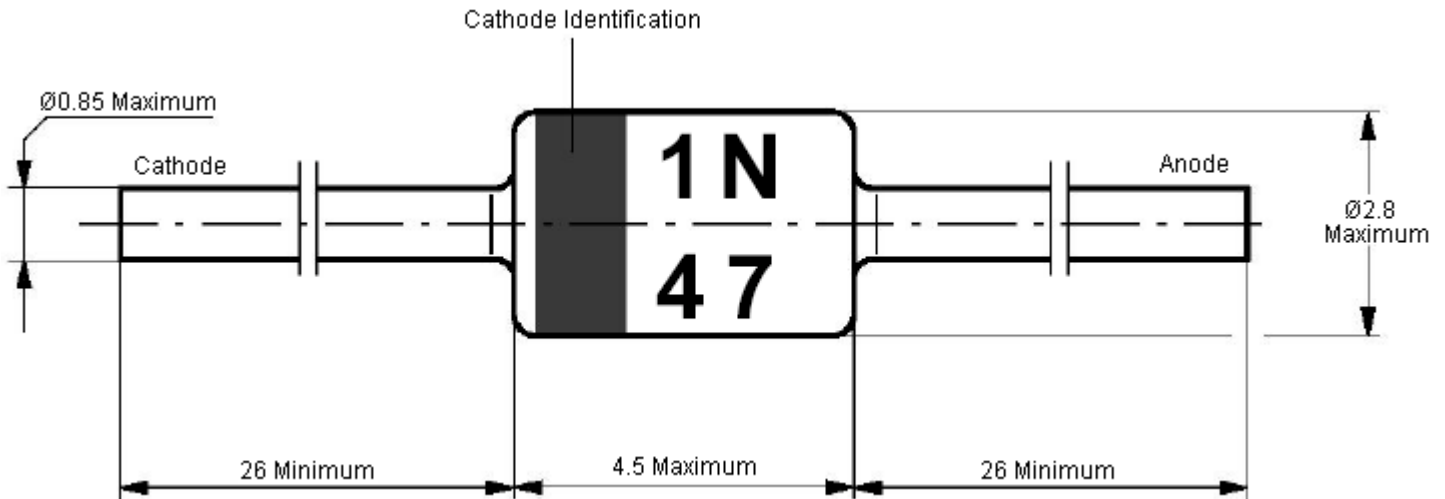 Cathode Identification
Ø0.85 Maximum
Cathode
1N
47
Anode
Ø2.8
Maximum
26 Minimum
4.5 Maximum
26 Minimum